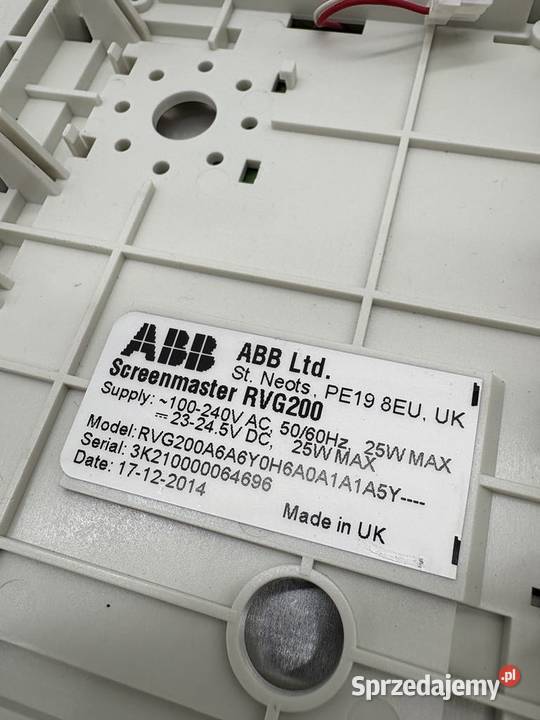 ABB
ABB Ltd.
St. Neots, PE19 8EU, UK
Screenmaster RVG200
Supply: ~100-240V AC, 50/60Hz, 25W MAX
⎓ 23-24.5V DC, 25W MAX
Model: RVG200A6A6Y0H6A0A1A1A5Y----
Serial: 3K210000064696
Date: 17-12-2014
Made in UK
Sprzedajemy.pl